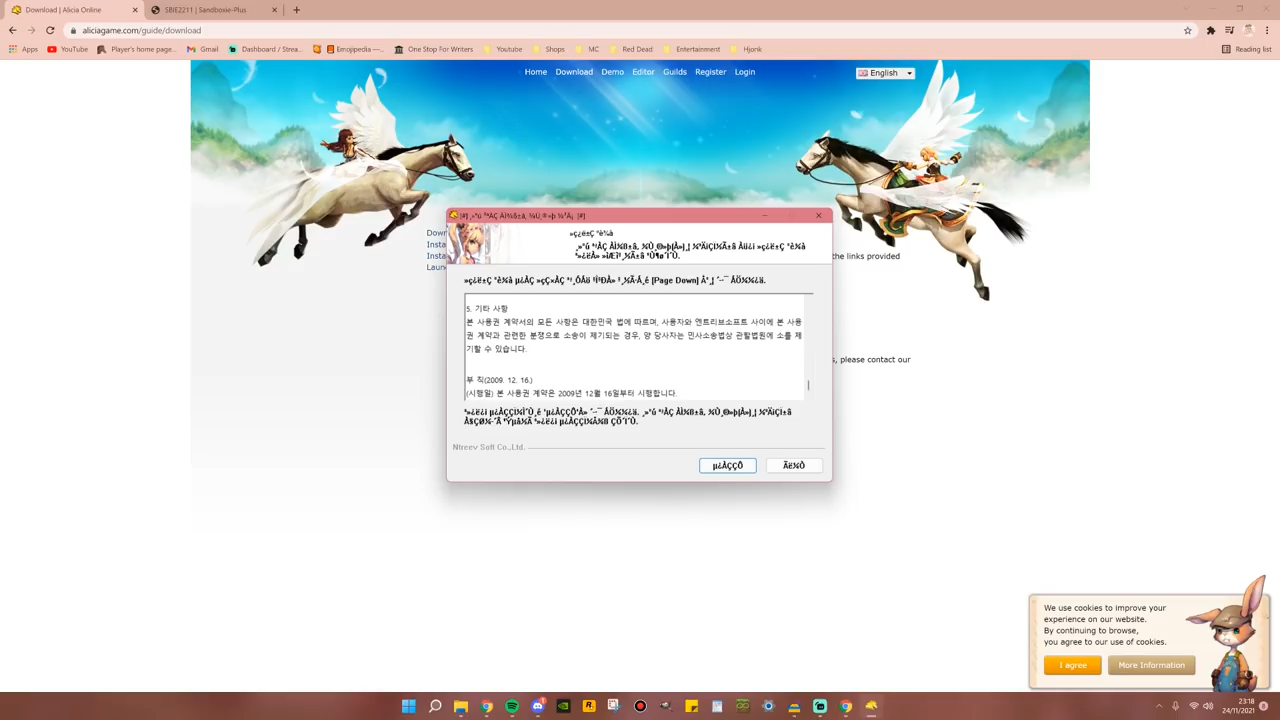 Download | Alicia Online
SBIE2211 | Sandboxie-Plus
aliciagame.com/guide/download
Apps
YouTube
Player's home page...
Gmail
Dashboard / Strea...
Emojipedia —...
One Stop For Writers
Youtube
Shops
MC
Red Dead
Entertainment
Hjonk
Reading list
Home
Download
Demo
Editor
Guilds
Register
Login
English
Dow
Insta
Insta
Laun
the links provided
s, please contact our
5. 기타 사항
본 사용권 계약서의 모든 사항은 대한민국 법에 따르며, 사용자와 엔트리브소프트 사이에 본 사용
권 계약과 관련한 분쟁으로 소송이 제기되는 경우, 양 당사자는 민사소송법상 관할법원에 소를 제
기할 수 있습니다.
부 칙(2009. 12. 16.)
(시행일) 본 사용권 계약은 2009년 12월 16일부터 시행합니다.
[Page Down]
Ntreev Soft Co.,Ltd.
µ¿ÀÇÇÔ
Ãë¼Ò
We use cookies to improve your
experience on our website.
By continuing to browse,
you agree to our use of cookies.
I agree
More Information
23:18
24/11/2021